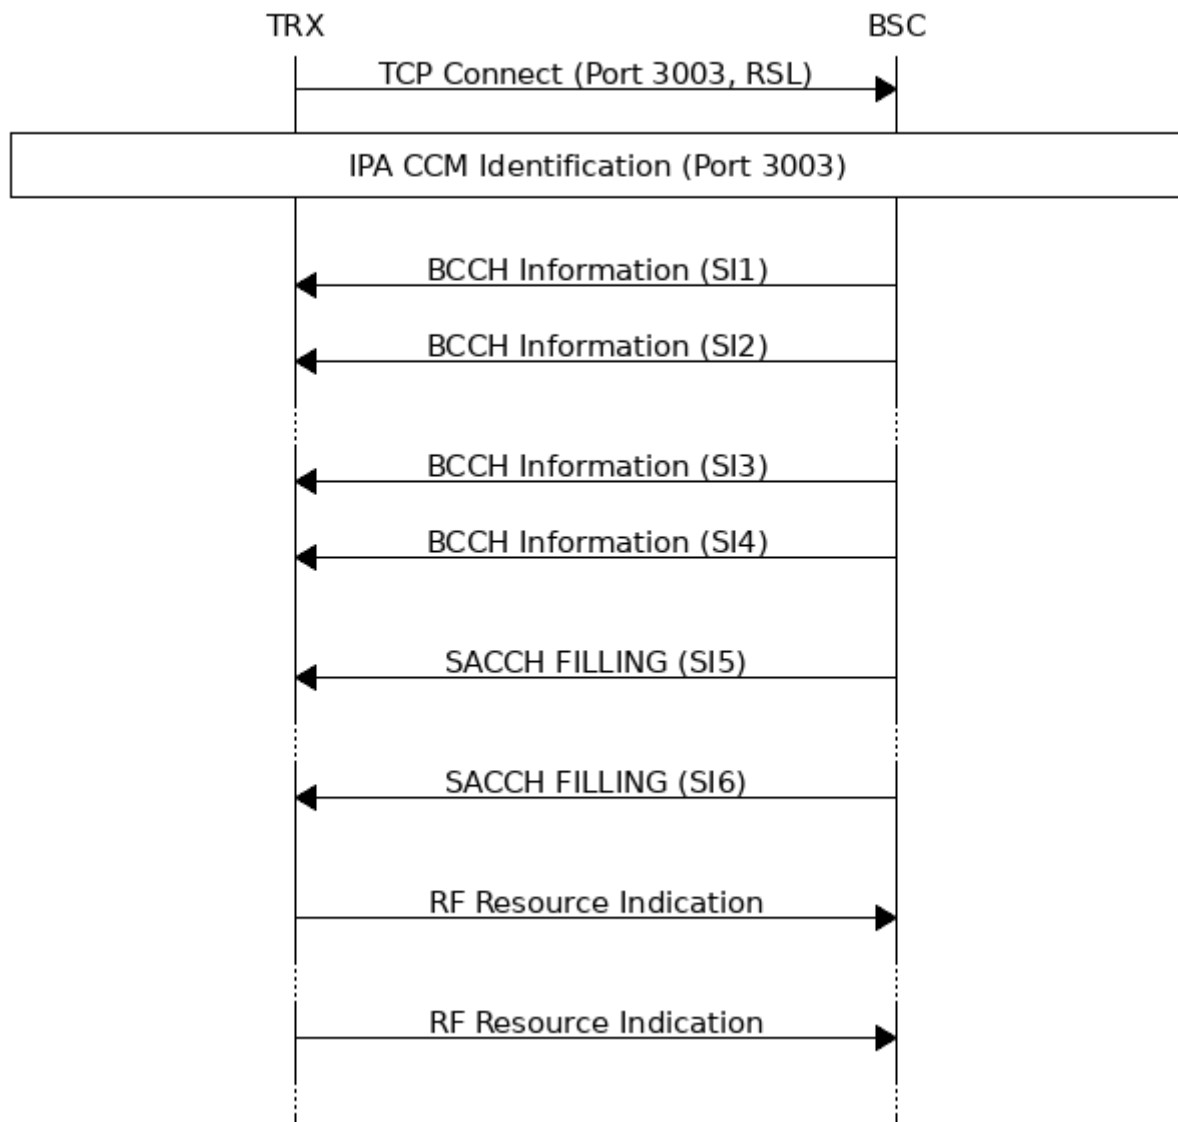 TRX BSC
TCP Connect (Port 3003, RSL)
IPA CCM Identification (Port 3003)
BCCH Information (SI1)
BCCH Information (SI2)
BCCH Information (SI3)
BCCH Information (SI4)
SACCH FILLING (SI5)
SACCH FILLING (SI6)
RF Resource Indication
RF Resource Indication